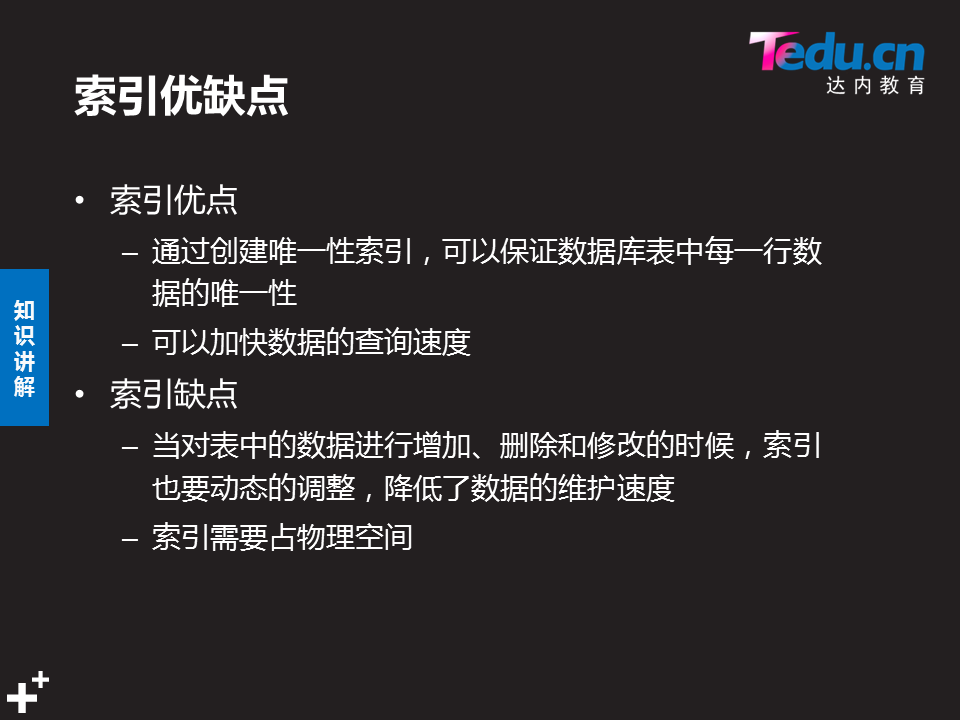 Tedu.cn
达内教育
索引优缺点
• 索引优点
– 通过创建唯一性索引，可以保证数据库表中每一行数
据的唯一性
– 可以加快数据的查询速度
• 索引缺点
– 当对表中的数据进行增加、删除和修改的时候，索引
也要动态的调整，降低了数据的维护速度
– 索引需要占物理空间
知
识
讲
解